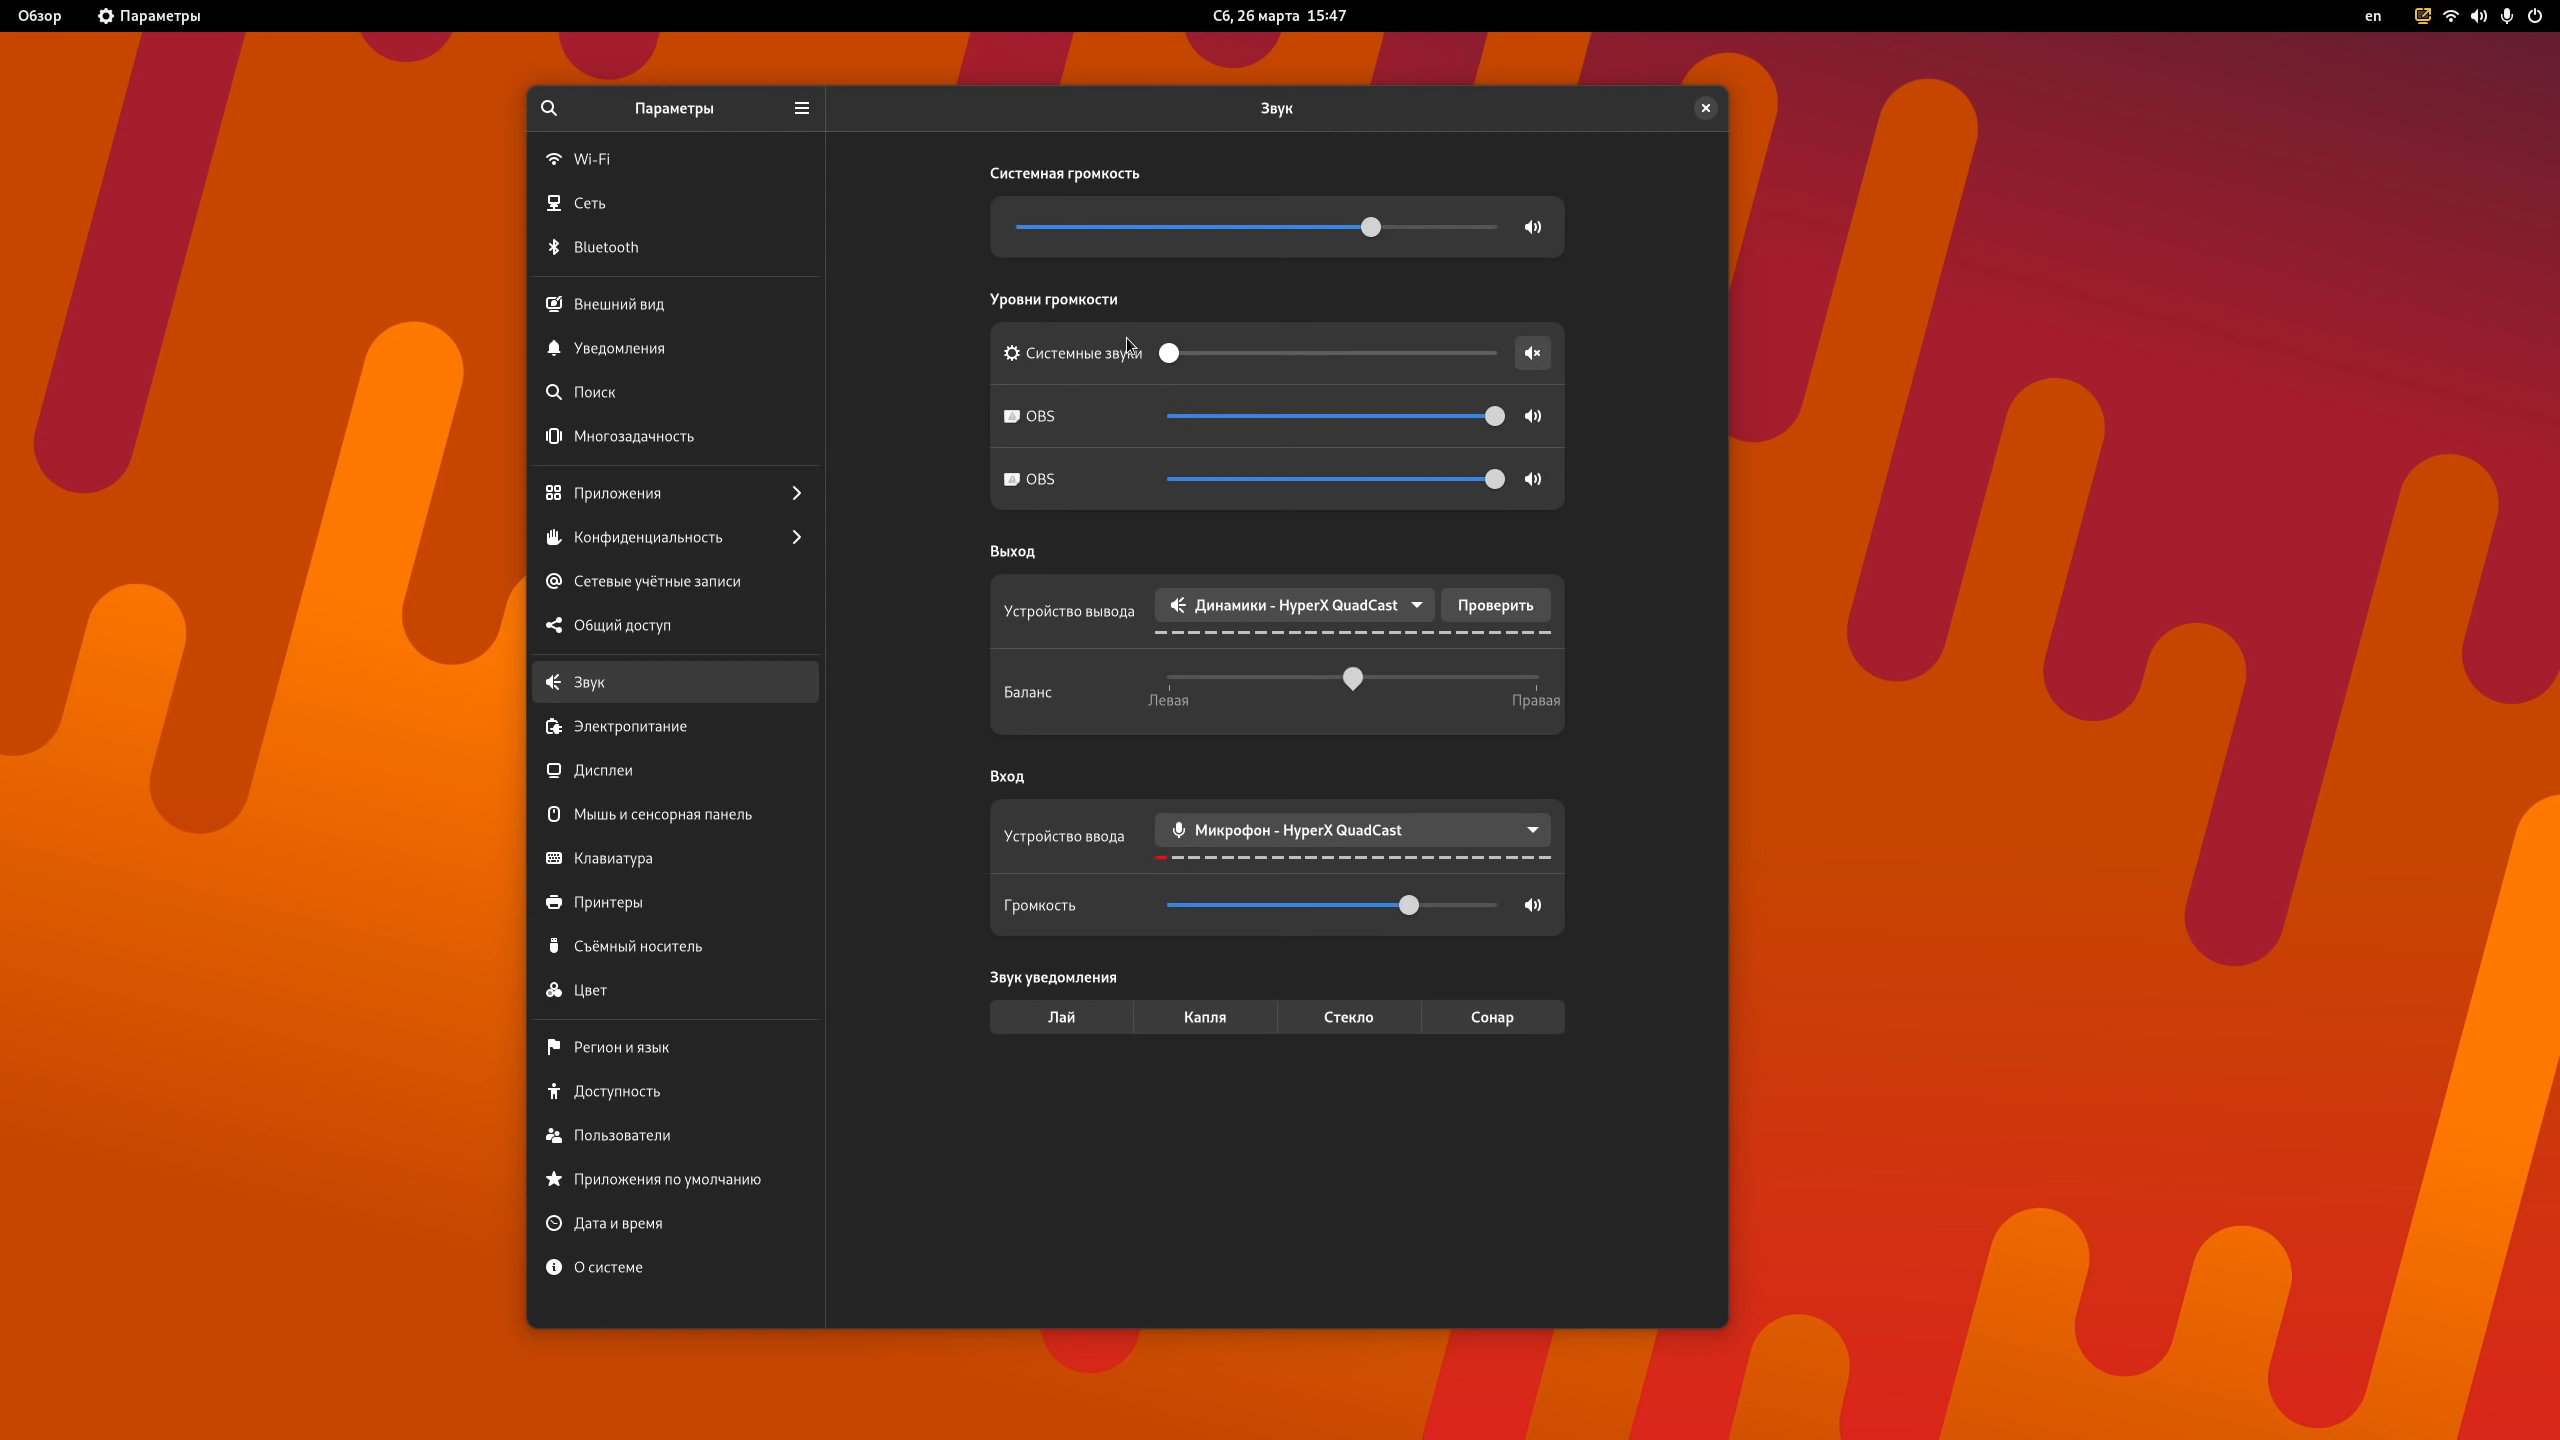 Обзор
Параметры
Сб, 26 марта 15:47
en
Параметры
Звук
Wi-Fi
Сеть
Bluetooth
Внешний вид
Уведомления
Поиск
Многозадачность
Приложения
Конфиденциальность
Сетевые учётные записи
Общий доступ
Звук
Электропитание
Дисплеи
Мышь и сенсорная панель
Клавиатура
Принтеры
Съёмный носитель
Цвет
Регион и язык
Доступность
Пользователи
Приложения по умолчанию
Дата и время
О системе
Системная громкость
Уровни громкости
Системные звуки
OBS
OBS
Выход
Устройство вывода
Динамики - HyperX QuadCast
Проверить
Баланс
Левая
Правая
Вход
Устройство ввода
Микрофон - HyperX QuadCast
Громкость
Звук уведомления
Лай
Капля
Стекло
Сонар